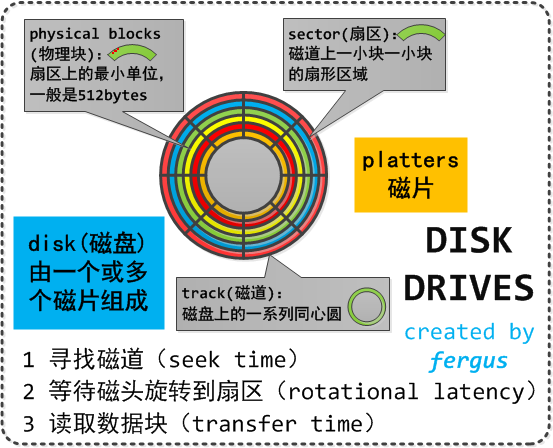 physical blocks
(物理块):
扇区上的最小单位,
一般是512bytes
sector(扇区):
磁道上一小块一小块
的扇形区域
platters
磁片
disk(磁盘)
由一个或多
个磁片组成
track(磁道):
磁盘上的一系列同心圆
DISK
DRIVES
created by
fergus
1 寻找磁道（seek time）
2 等待磁头旋转到扇区（rotational latency）
3 读取数据块（transfer time）